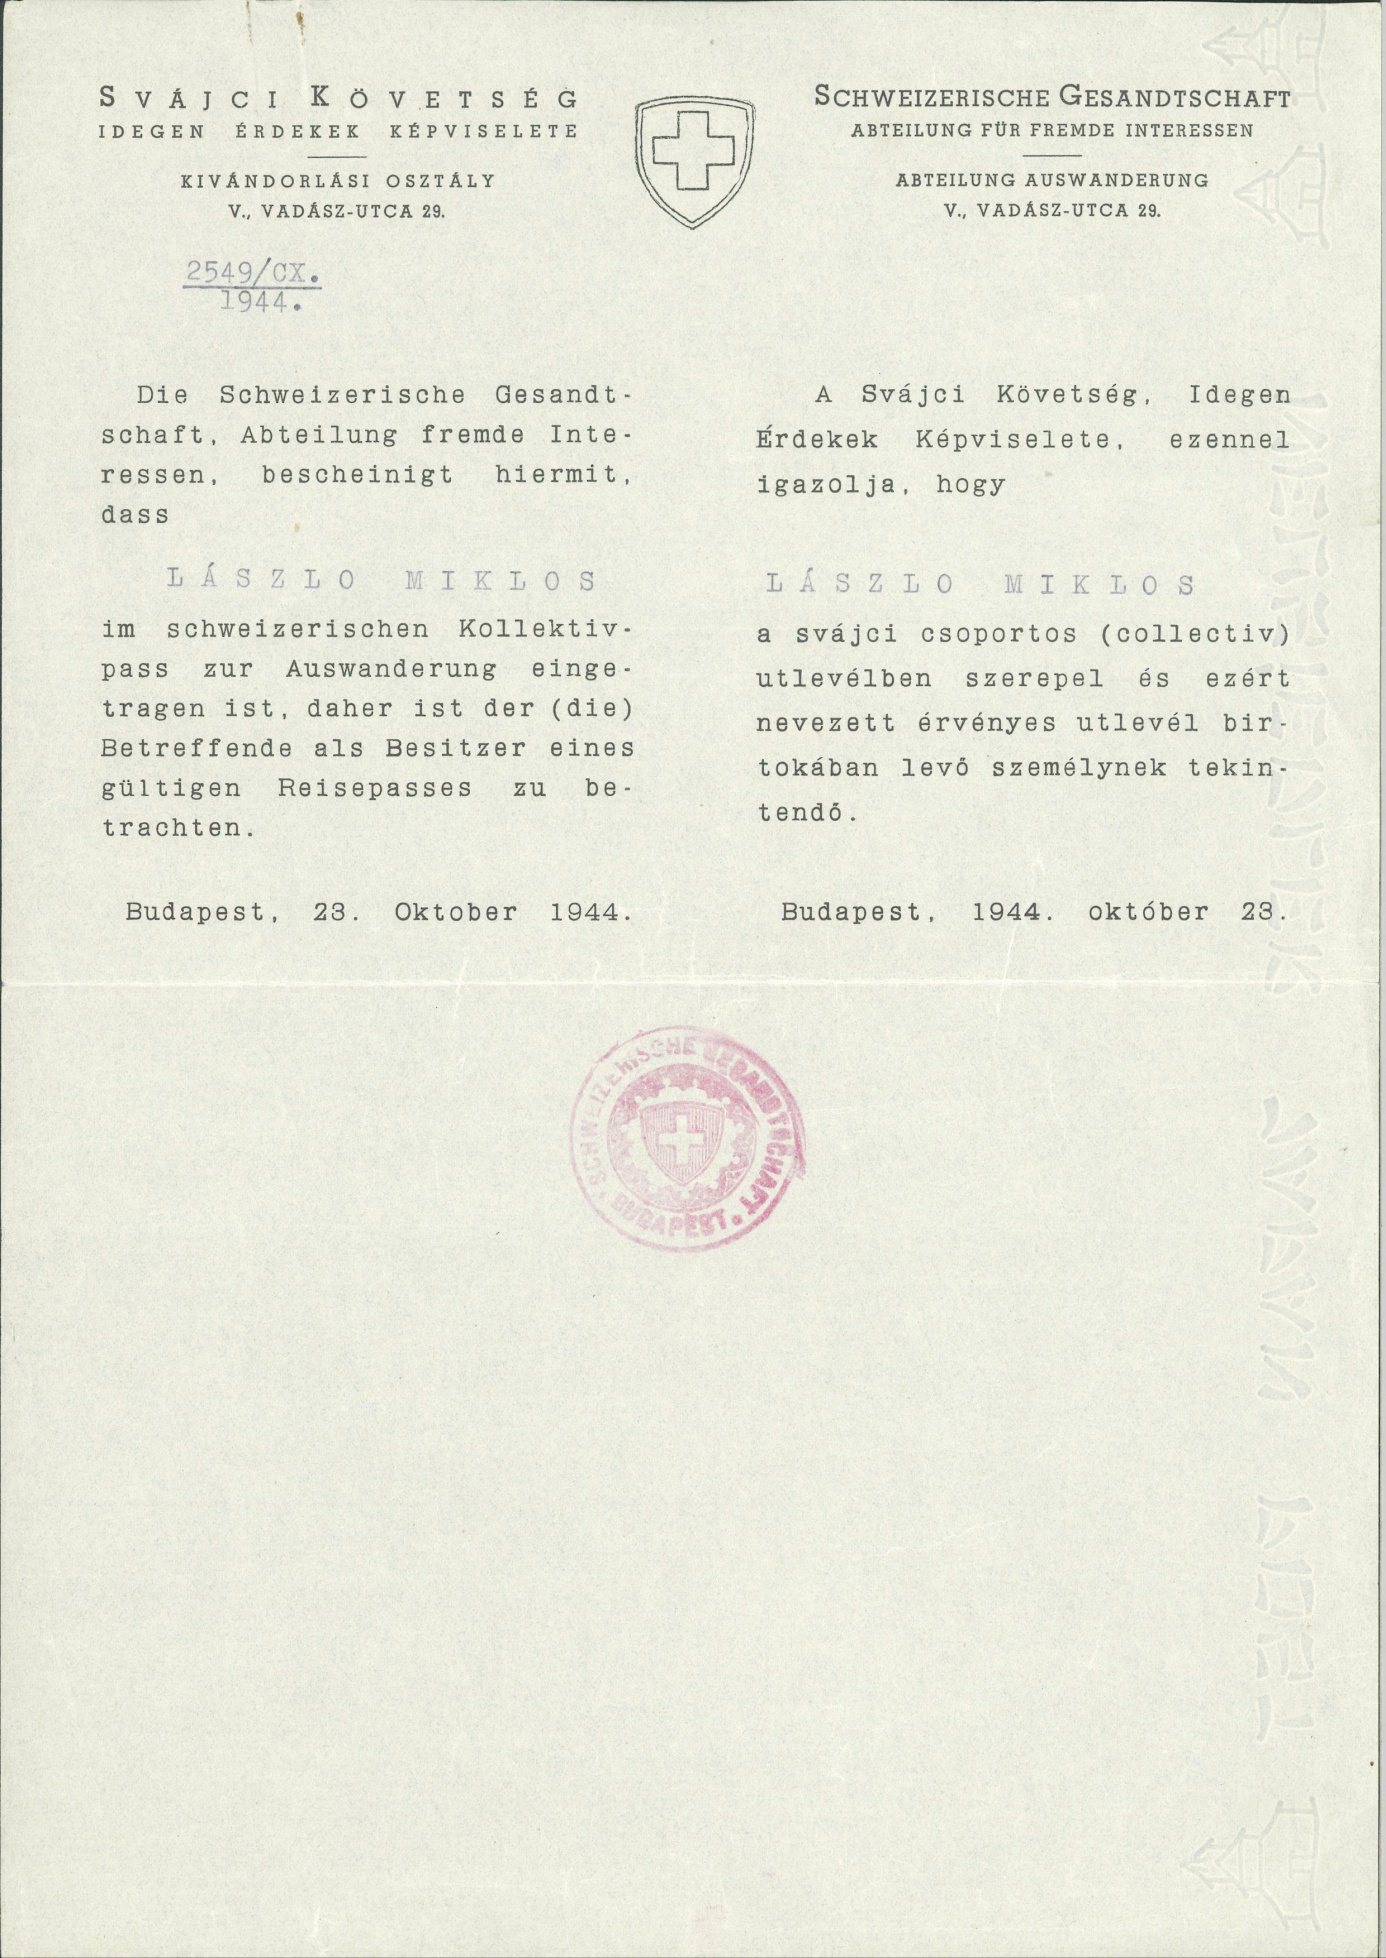 SVÁJCI KÖVETSÉG
IDEGEN ÉRDEKEK KÉPVISELETE
KIVÁNDORLÁSI OSZTÁLY
V., VADÁSZ-UTCA 29.
SCHWEIZERISCHE GESANDTSCHAFT
ABTEILUNG FÜR FREMDE INTERESSEN
ABTEILUNG AUSWANDERUNG
V., VADÁSZ-UTCA 29.
2549/CX.
1944.
Die Schweizerische Gesandt-
schaft, Abteilung fremde Inte-
ressen, bescheinigt hiermit,
dass
LÁSZLO MIKLOS
im schweizerischen Kollektiv-
pass zur Auswanderung einge-
tragen ist, daher ist der (die)
Betreffende als Besitzer eines
gültigen Reisepasses zu be-
trachten.
Budapest, 23. Oktober 1944.
A Svájci Követség, Idegen
Érdekek Képviselete, ezennel
igazolja, hogy
LÁSZLO MIKLOS
a svájci csoportos (collectiv)
utlevélben szerepel és ezért
nevezett érvényes utlevél bir-
tokában levő személynek tekin-
tendő.
Budapest, 1944. október 23.
SCHWEIZERISCHE GESANDTSCHAFT
BUDAPEST.